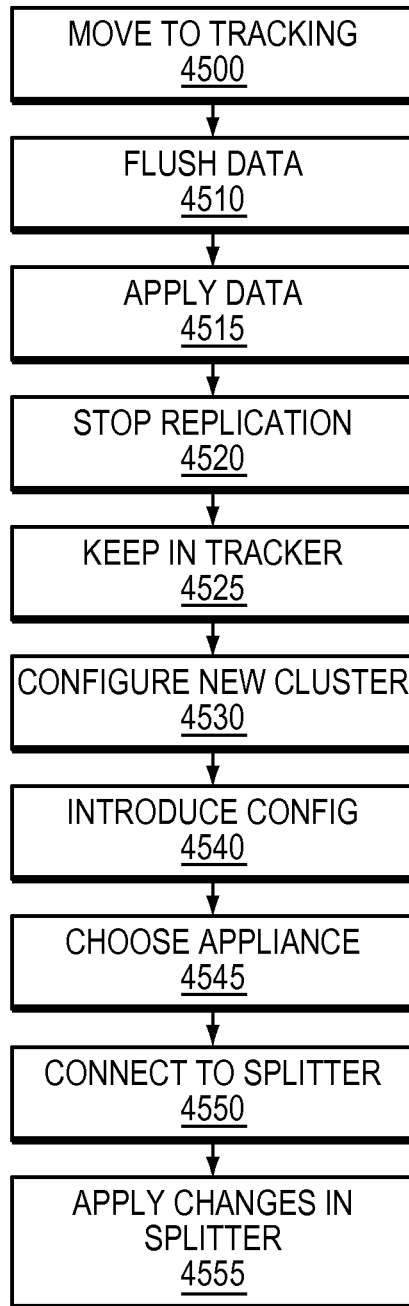 MOVE TO TRACKING
4500
FLUSH DATA
4510
APPLY DATA
4515
STOP REPLICATION
4520
KEEP IN TRACKER
4525
CONFIGURE NEW CLUSTER
4530
INTRODUCE CONFIG
4540
CHOOSE APPLIANCE
4545
CONNECT TO SPLITTER
4550
APPLY CHANGES IN
SPLITTER
4555